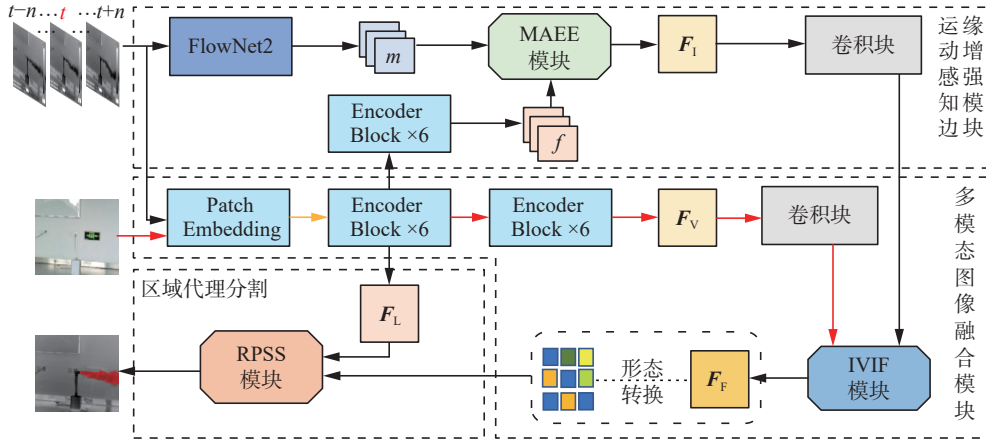 t−n…t…t+n
FlowNet2
m
MAEE
模块
F_I
卷积块
运动感知边
缘增强模块
Encoder
Block ×6
f
Patch
Embedding
Encoder
Block×6
Encoder
Block ×6
F_V
卷积块
多模态图像融合模块
区域代理分割
F_L
RPSS
模块
形态
转换
F_F
IVIF
模块